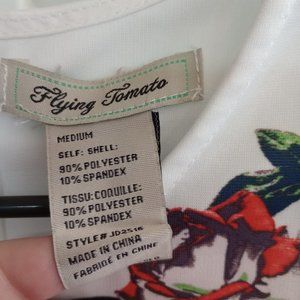 Flying Tomato
MEDIUM
SELF: SHELL:
90% POLYESTER
10% SPANDEX
TISSU:COQUILLE:
90% POLYESTER
10% SPANDEX
STYLE# JD2516
MADE IN CHINA
FABRIQÉ EN CHINE